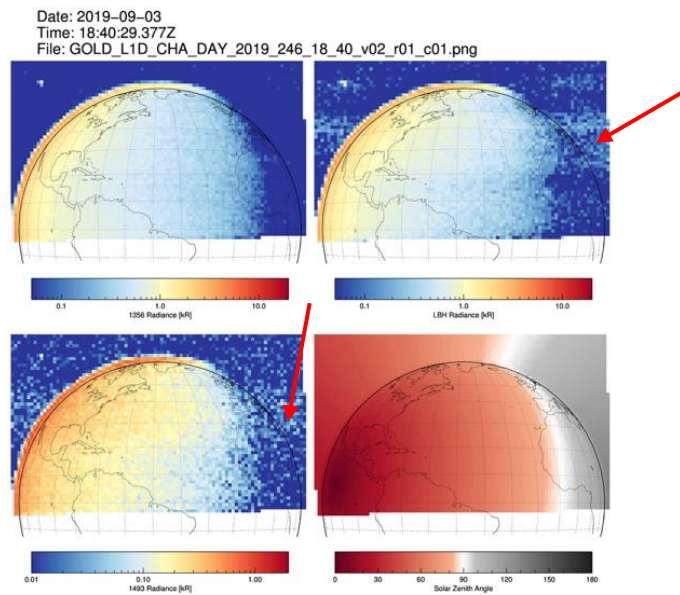 Date: 2019-09-03
Time: 18:40:29.377Z
File: GOLD_L1D_CHA_DAY_2019_246_18_40_v02_r01_c01.png
0.1 1.0 10.0
1356 Radiance [kR]
0.1 1.0 10.0
LBH Radiance [kR]
0.01 0.10 1.00
1493 Radiance [kR]
0 30 60 90 120 150 180
Solar Zenith Angle